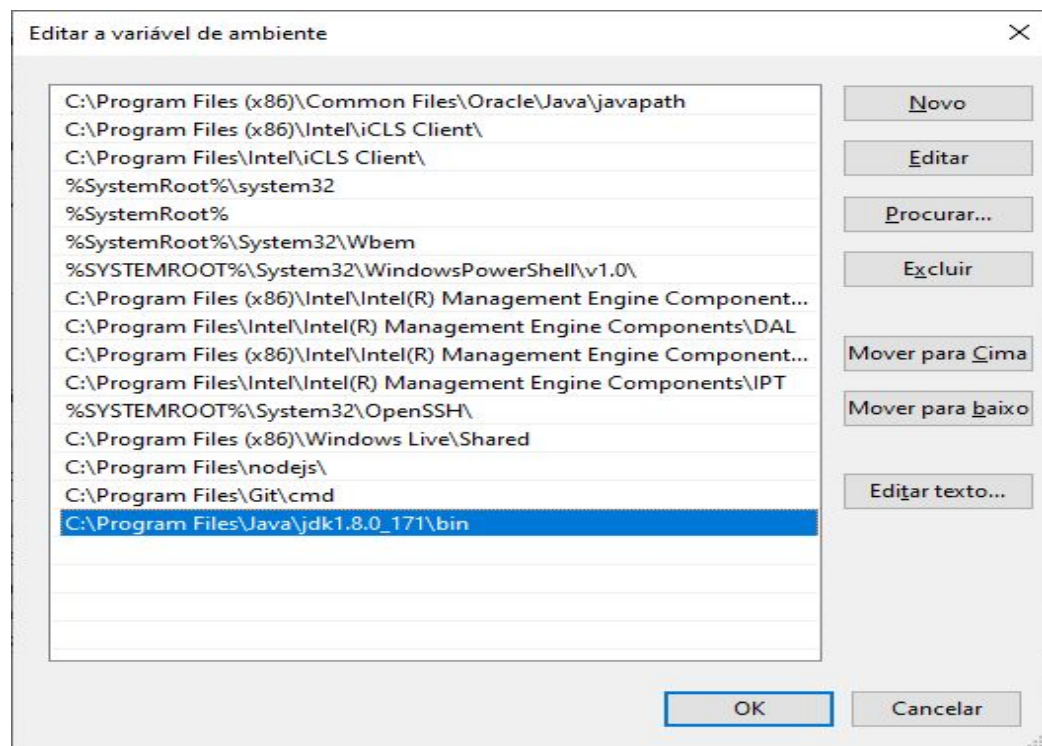 Editar a variável de ambiente
C:\Program Files (x86)\Common Files\Oracle\Java\javapath
C:\Program Files (x86)\Intel\iCLS Client\
C:\Program Files\Intel\iCLS Client\
%SystemRoot%\system32
%SystemRoot%
%SystemRoot%\System32\Wbem
%SYSTEMROOT%\System32\WindowsPowerShell\v1.0\
C:\Program Files (x86)\Intel\Intel(R) Management Engine Component...
C:\Program Files\Intel\Intel(R) Management Engine Components\DAL
C:\Program Files (x86)\Intel\Intel(R) Management Engine Component...
C:\Program Files\Intel\Intel(R) Management Engine Components\IPT
%SYSTEMROOT%\System32\OpenSSH\
C:\Program Files (x86)\Windows Live\Shared
C:\Program Files\nodejs\
C:\Program Files\Git\cmd
C:\Program Files\Java\jdk1.8.0_171\bin
Novo
Editar
Procurar...
Excluir
Mover para Cima
Mover para baixo
Editar texto...
OK
Cancelar